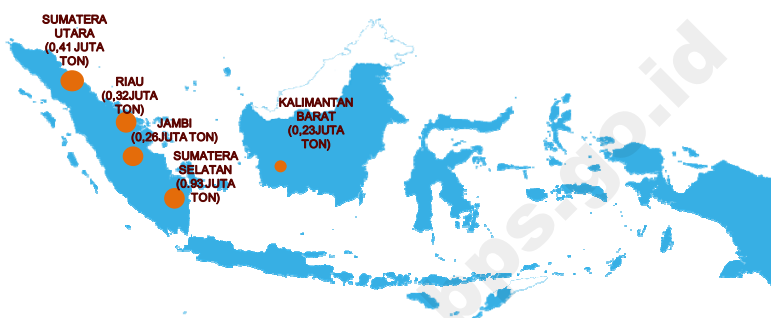 SUMATERA
UTARA
(0,41 JUTA
TON)
RIAU
(0,32JUTA
TON)
JAMBI
(0,26JUTA TON)
SUMATERA
SELATAN
(0.93 JUTA
TON)
KALIMANTAN
BARAT
(0,23JUTA
TON)
bps.go.id